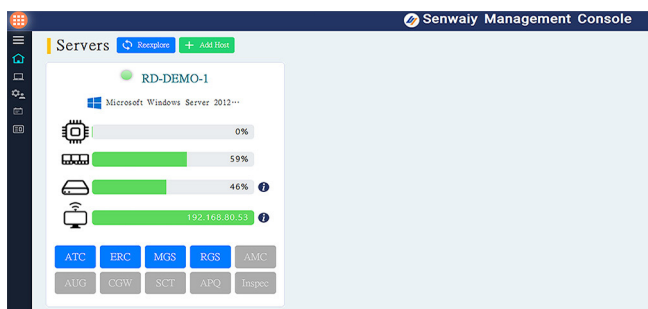 Senwaiy Management Console
Servers Reexplore + Add Host
RD-DEMO-1
Microsoft Windows Server 2012…
0%
59%
46% i
192.168.80.53 i
ATC ERC MGS RGS AMC
AUG CGW SCT APQ Inspec